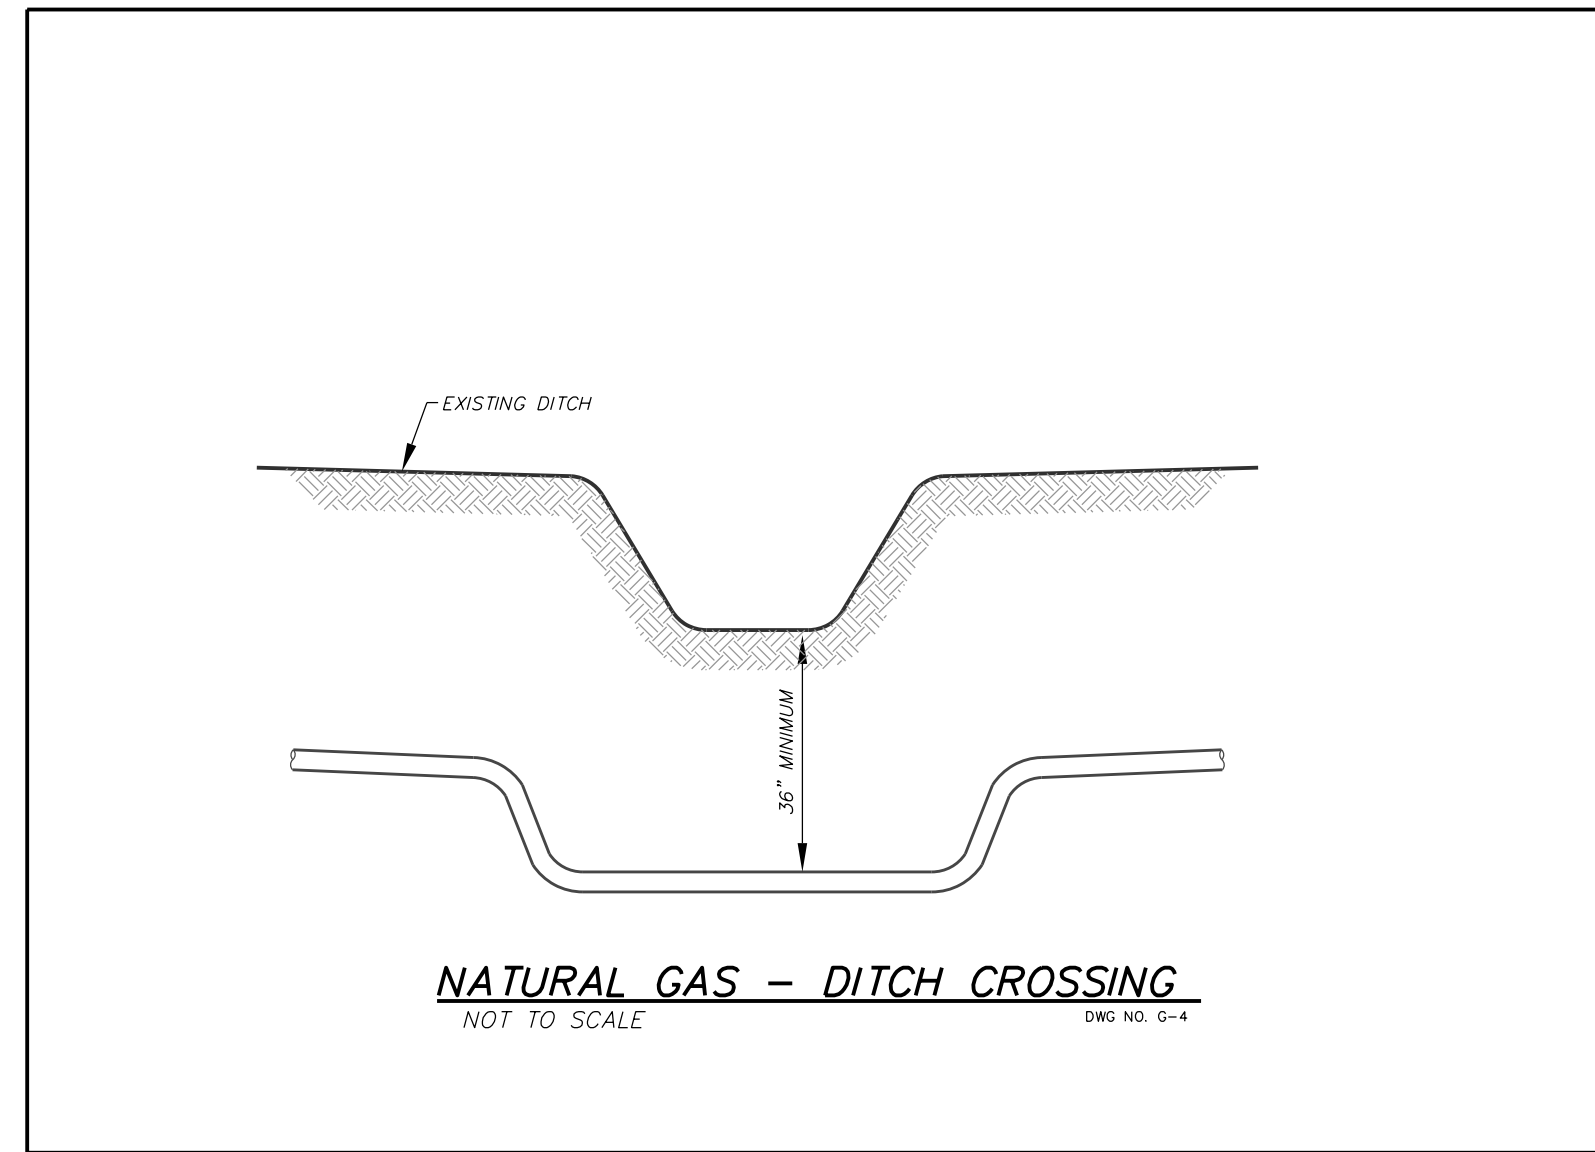 EXISTING DITCH
36" MINIMUM
NATURAL GAS – DITCH CROSSING
NOT TO SCALE
DWG NO. G–4